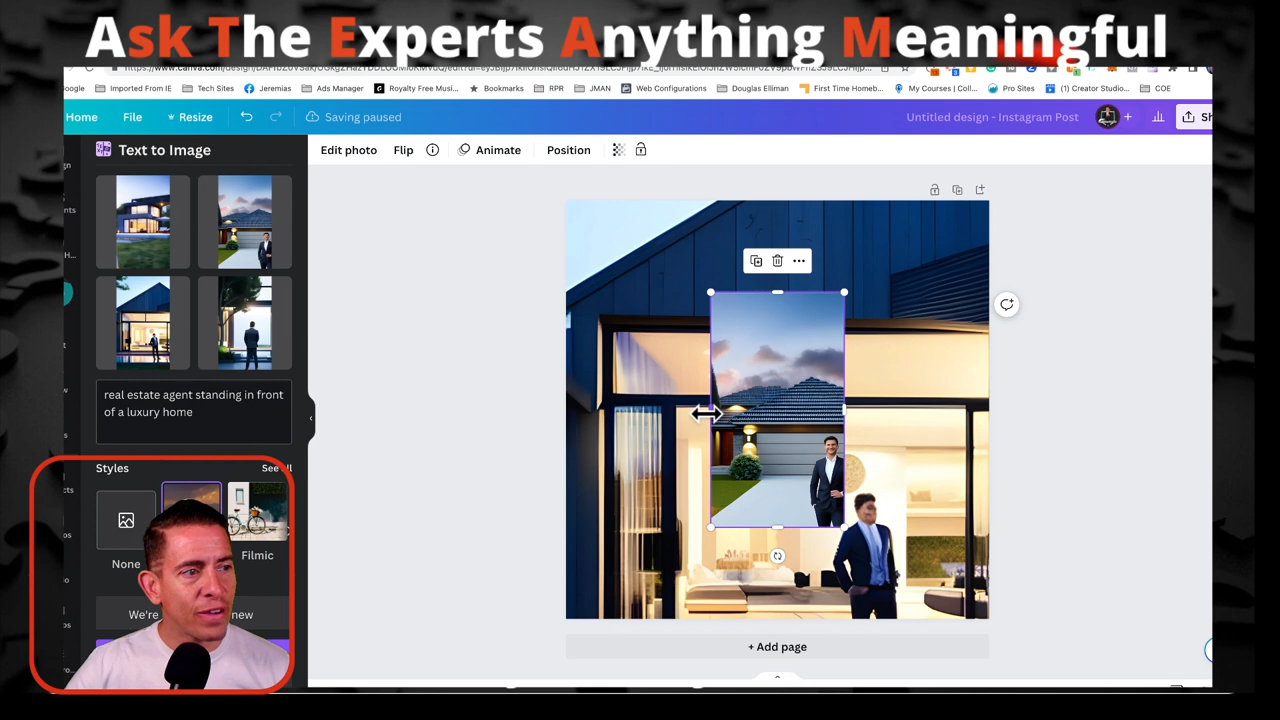 Ask The Experts Anything Meaningful
oogle Imported From IE Tech Sites Jeremias Ads Manager Royalty Free Musi... Bookmarks RPR JMAN Web Configurations Douglas Elliman First Time Homeb... My Courses | Coll... Pro Sites (1) Creator Studio... COE
Home File Resize Saving paused Untitled design - Instagram Post Sh
Text to Image
Edit photo Flip Animate Position
estate agent standing in front
of a luxury home
Styles See all
None Filmic
We're new
+ Add page